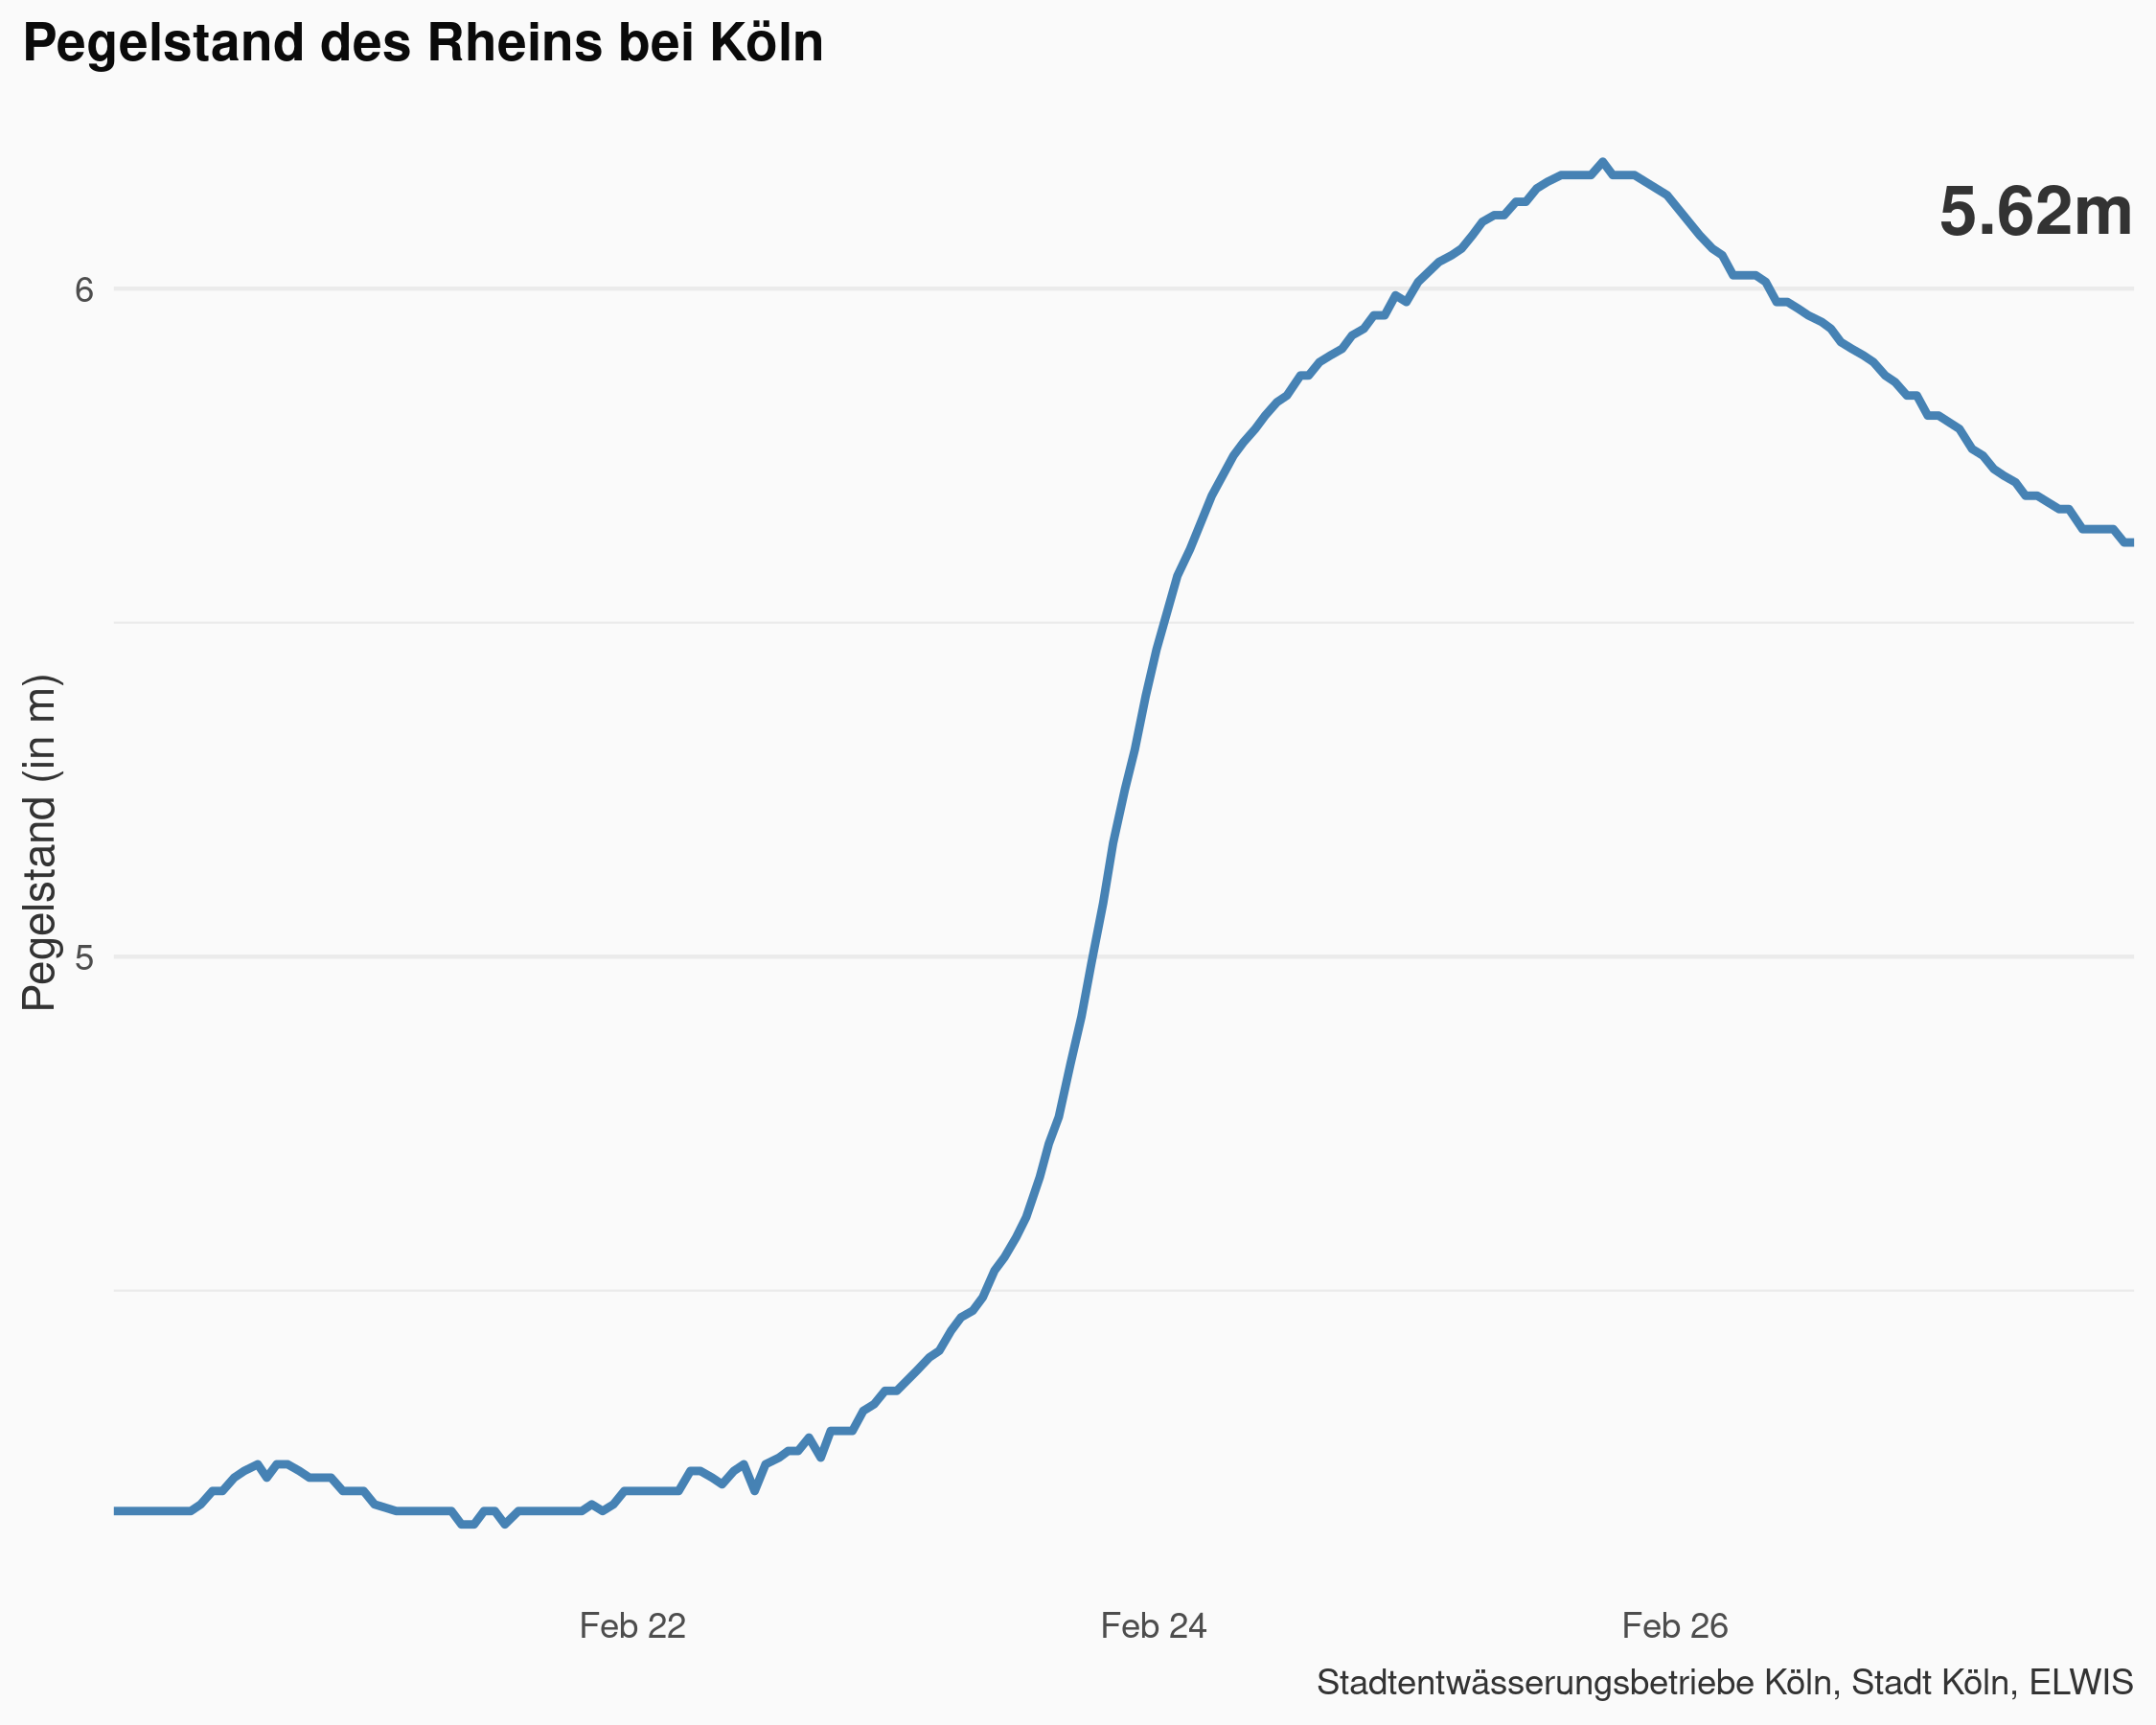 Pegelstand des Rheins bei Köln
5.62m
6
Pegelstand (in m)
5
Feb 22
Feb 24
Feb 26
Stadtentwässerungsbetriebe Köln, Stadt Köln, ELWIS